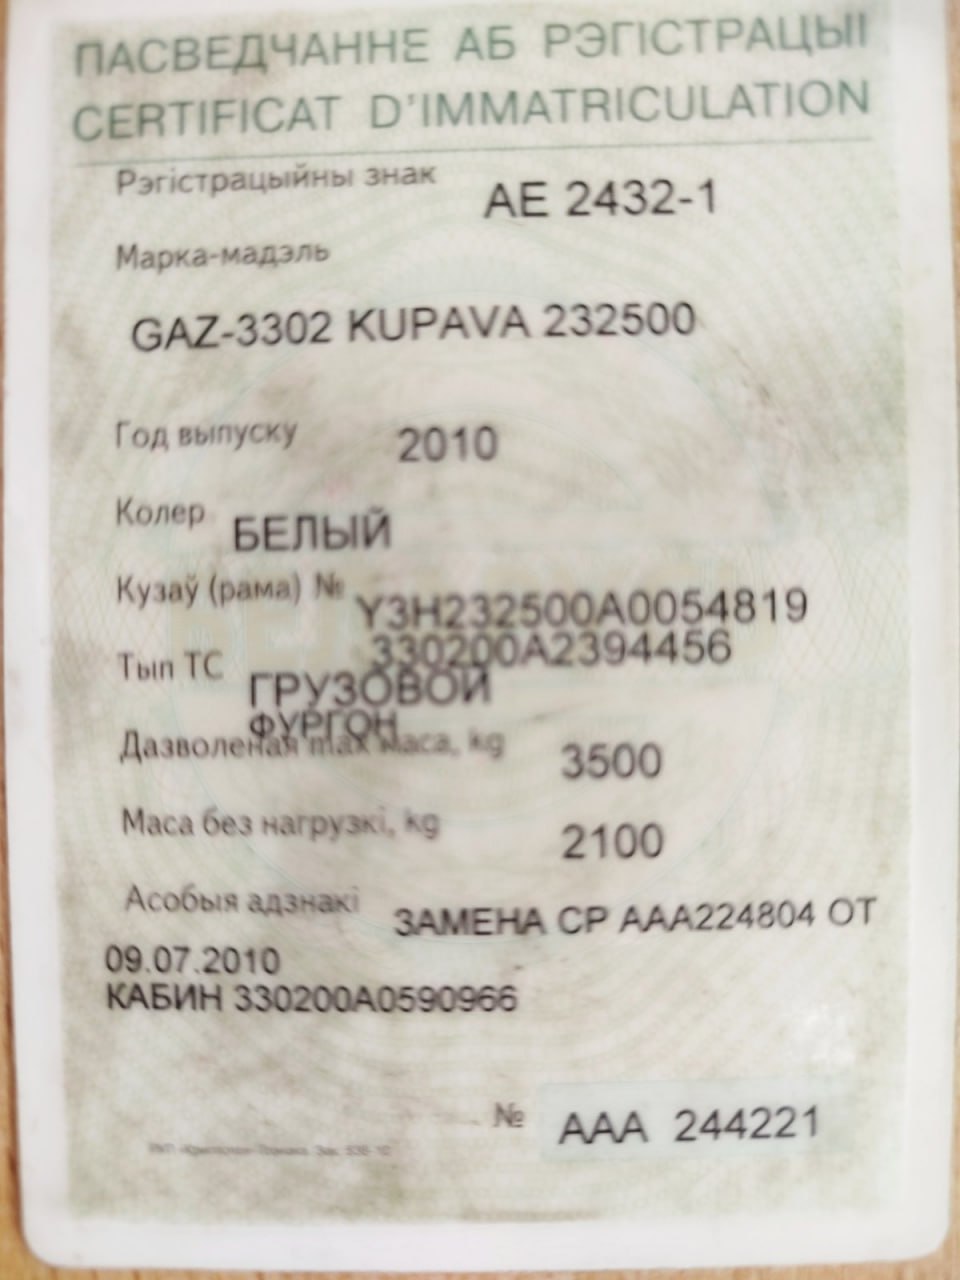 ПАСВЕДЧАННЕ АБ РЭГІСТРАЦЫІ
CERTIFICAT D'IMMATRICULATION
Рэгістрацыйны знак AE 2432-1
Марка-мадэль
GAZ-3302 KUPAVA 232500
Год выпуску 2010
Колер БЕЛЫЙ
Кузаў (рама) № Y3H232500A0054819
330200A2394456
Тып ТС ГРУЗОВОЙ
ФУРГОН
Дазволеная max маса, kg 3500
Маса без нагрузкі, kg 2100
Асобыя адзнакі ЗАМЕНА СР ААА224804 ОТ
09.07.2010
КАБИН 330200A0590966
№ ААА 244221